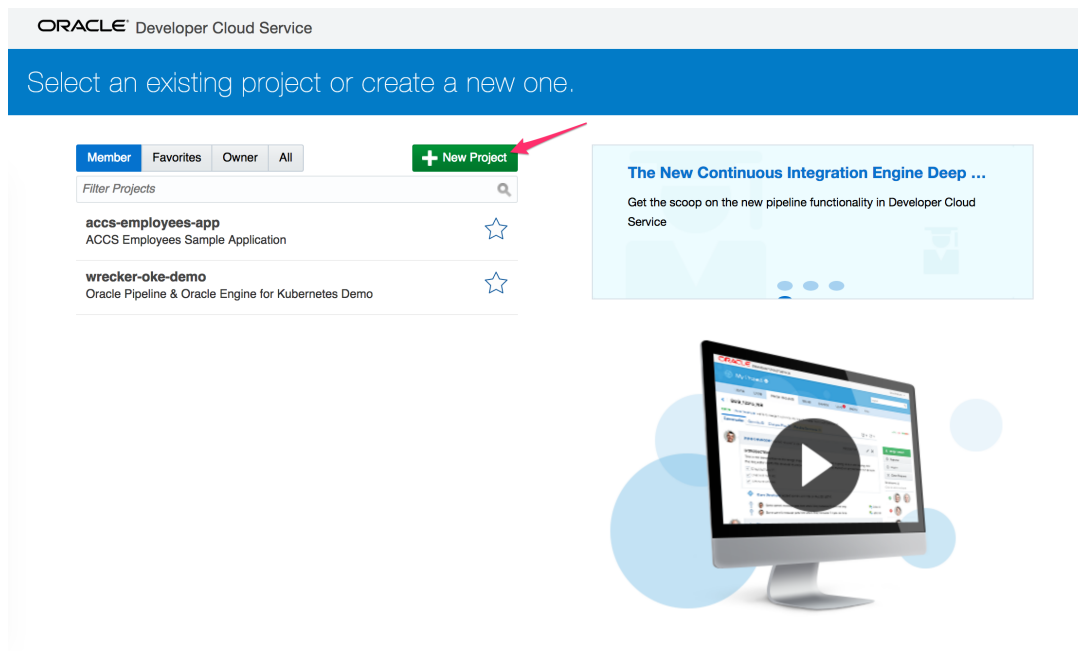 ORACLE® Developer Cloud Service
Select an existing project or create a new one.
Member Favorites Owner All
New Project
Filter Projects
accs-employees-app
ACCS Employees Sample Application
wrecker-oke-demo
Oracle Pipeline & Oracle Engine for Kubernetes Demo
The New Continuous Integration Engine Deep ...
Get the scoop on the new pipeline functionality in Developer Cloud
Service
ORACLE